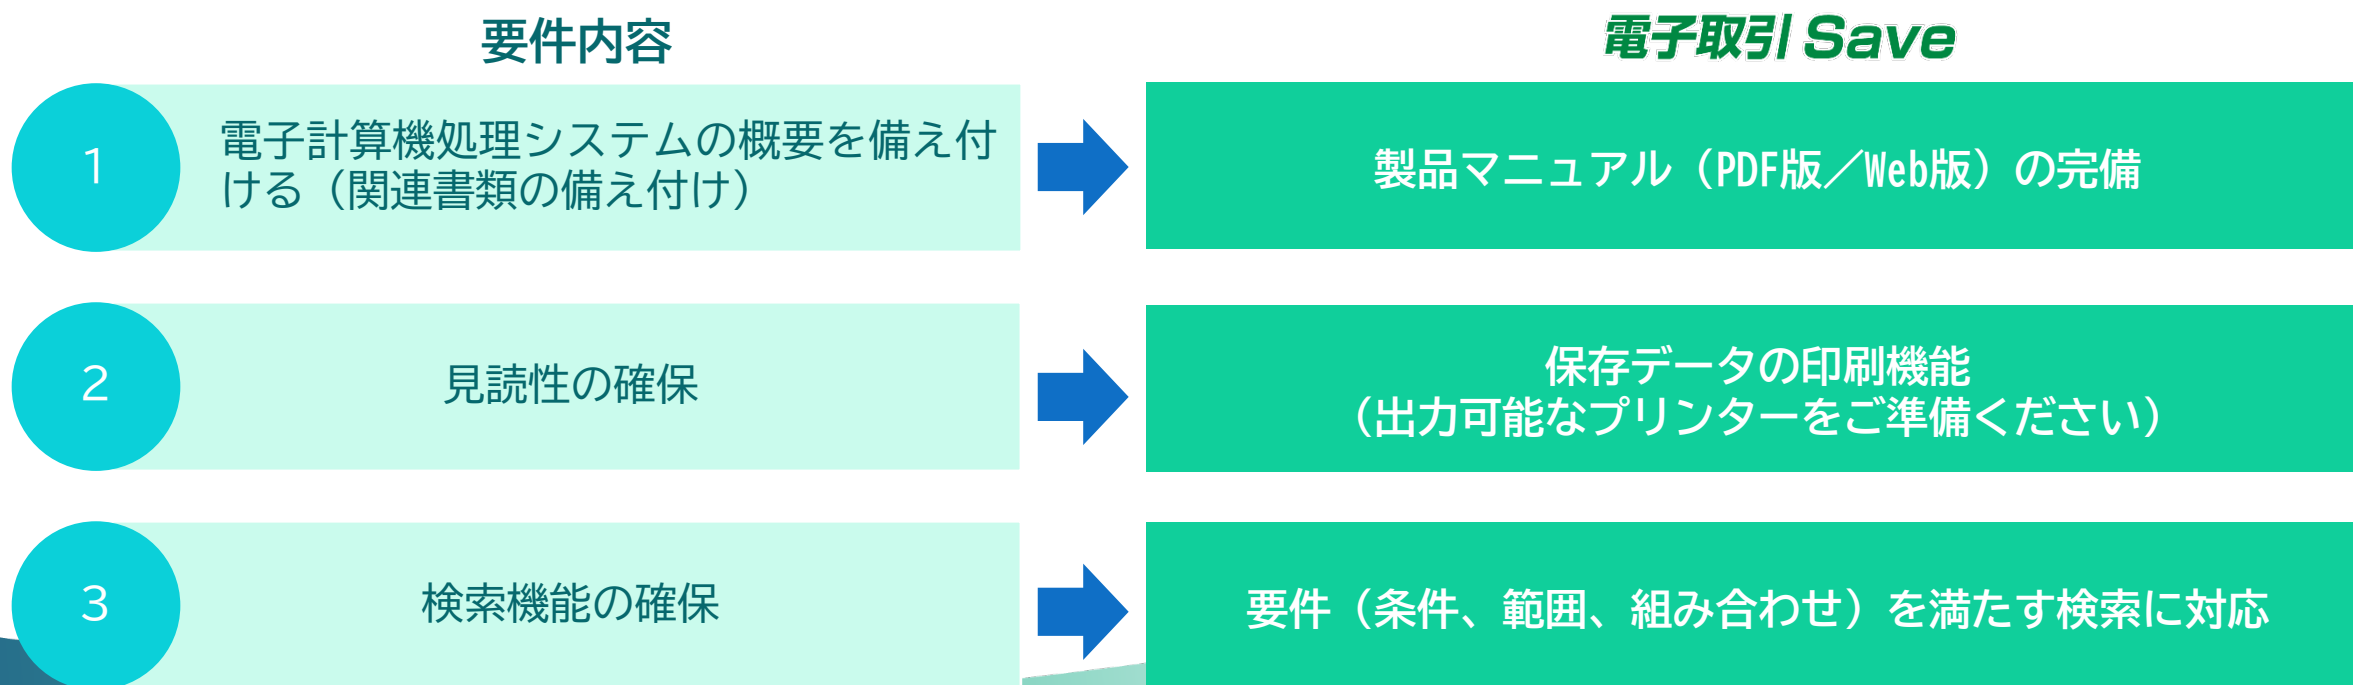 要件内容
電子取引 Save
1
電子計算機処理システムの概要を備え付
ける（関連書類の備え付け）
製品マニュアル（PDF版／Web版）の完備
2
見読性の確保
保存データの印刷機能
（出力可能なプリンターをご準備ください）
3
検索機能の確保
要件（条件、範囲、組み合わせ）を満たす検索に対応